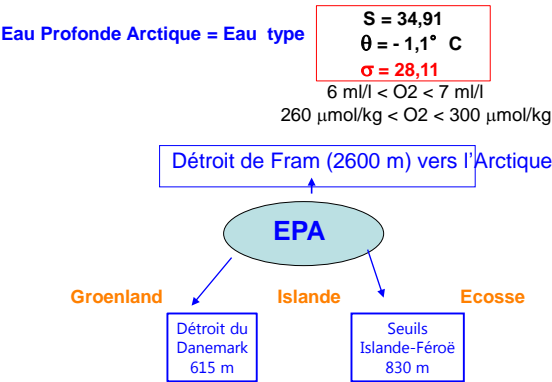 Eau Profonde Arctique = Eau type
S = 34,91
θ = - 1,1° C
σ = 28,11
6 ml/l < O2 < 7 ml/l
260 μmol/kg < O2 < 300 μmol/kg
Détroit de Fram (2600 m) vers l'Arctique
EPA
Groenland Islande Ecosse
Détroit du
Danemark
615 m
Seuils
Islande-Féroë
830 m